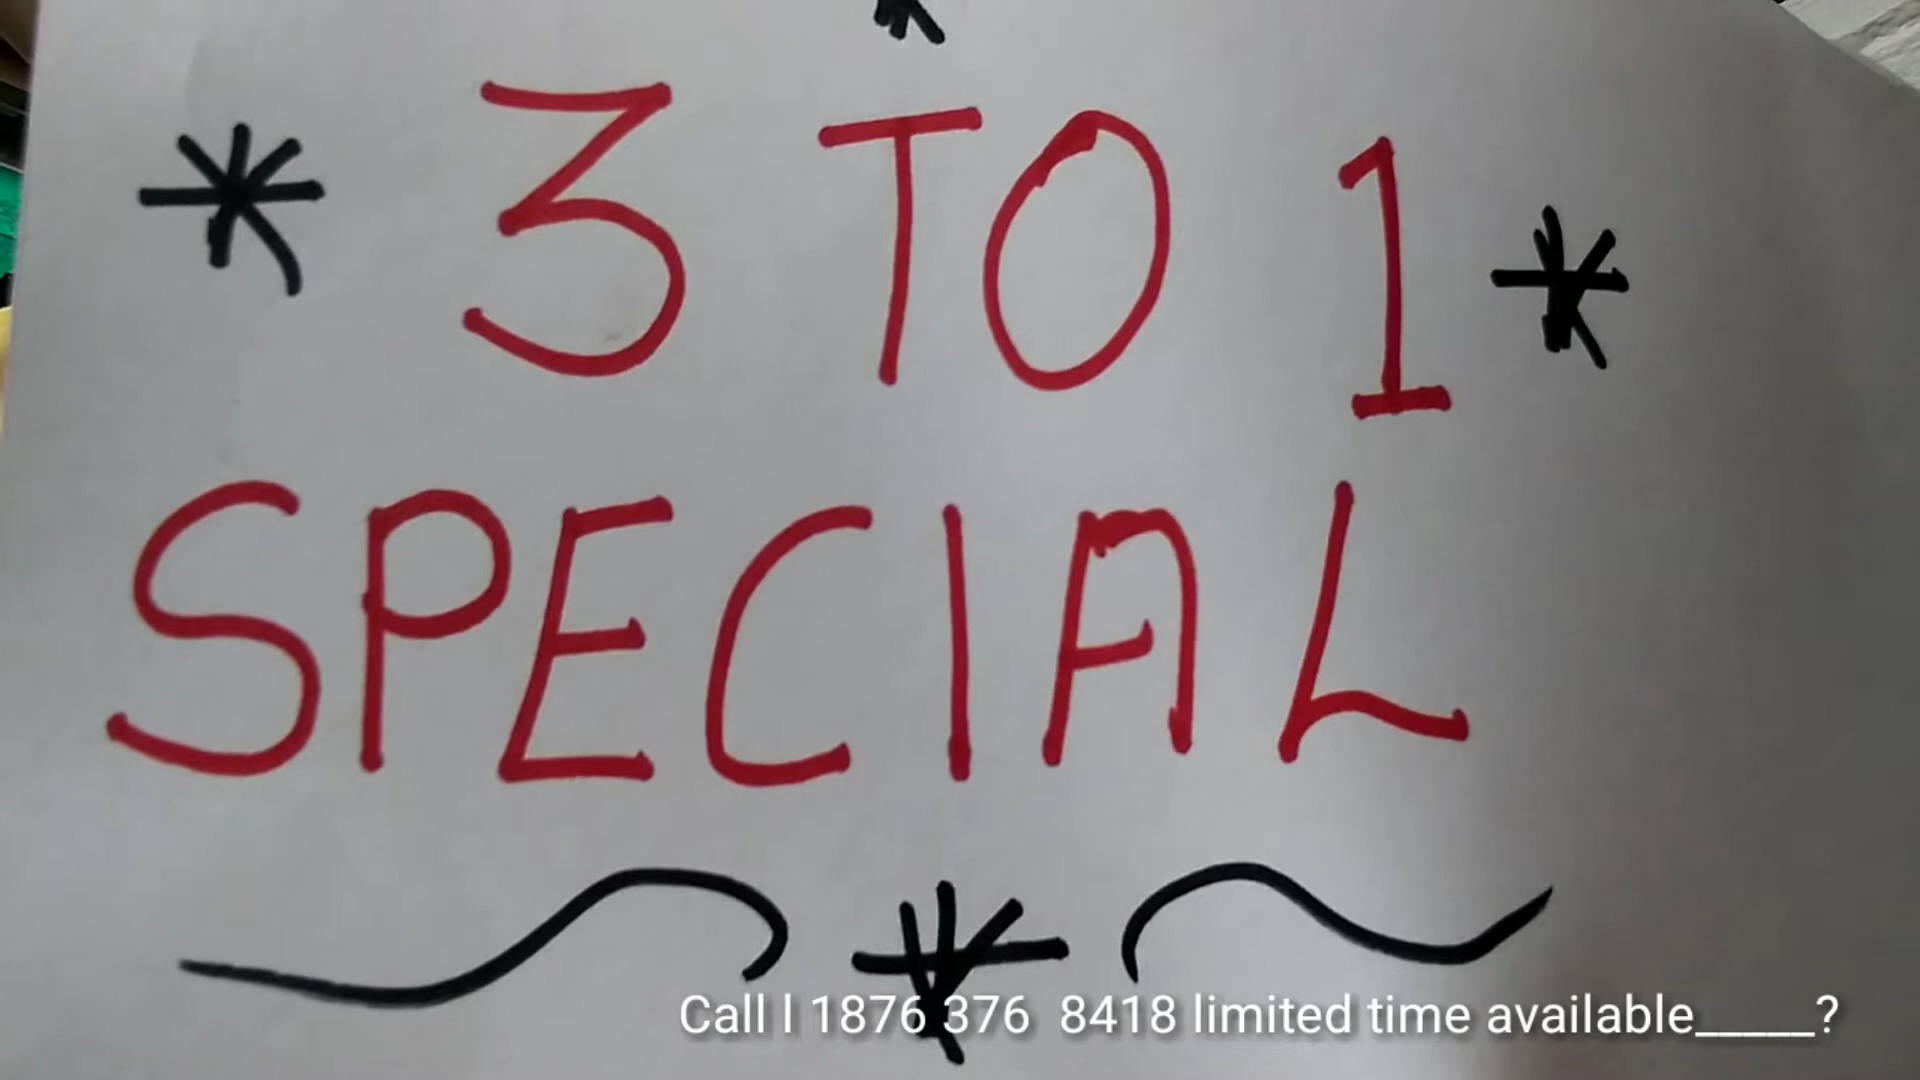 * 3 TO 1 *
SPECIAL
Call l 1876 376 8418 limited time available_____?